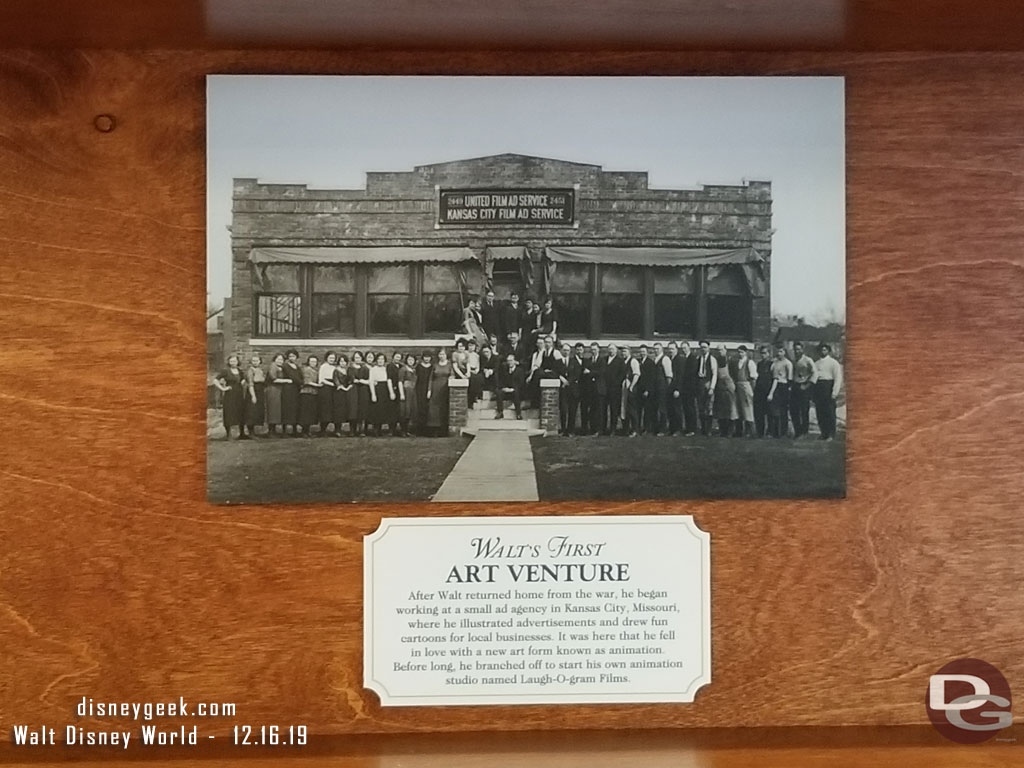 2449 UNITED FILM AD SERVICE 2451
KANSAS CITY FILM AD SERVICE
WALT'S FIRST
ART VENTURE
After Walt returned home from the war, he began
working at a small ad agency in Kansas City, Missouri,
where he illustrated advertisements and drew fun
cartoons for local businesses. It was here that he fell
in love with a new art form known as animation.
Before long, he branched off to start his own animation
studio named Laugh-O-gram Films.
disneygeek.com
Walt Disney World - 12.16.19
DG